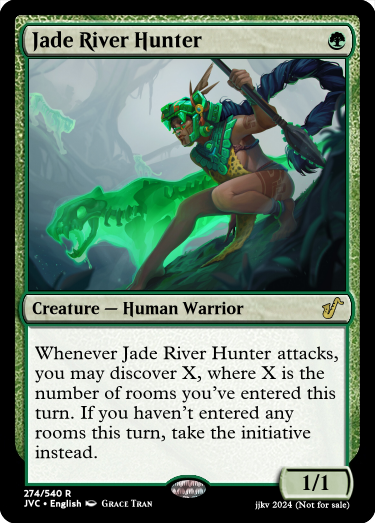 Jade River Hunter
Creature — Human Warrior
Whenever Jade River Hunter attacks,
you may discover X, where X is the
number of rooms you’ve entered this
turn. If you haven’t entered any
rooms this turn, take the initiative
instead.
1/1
274/540 R
JVC • English Grace Tran
jjkv 2024 (Not for sale)